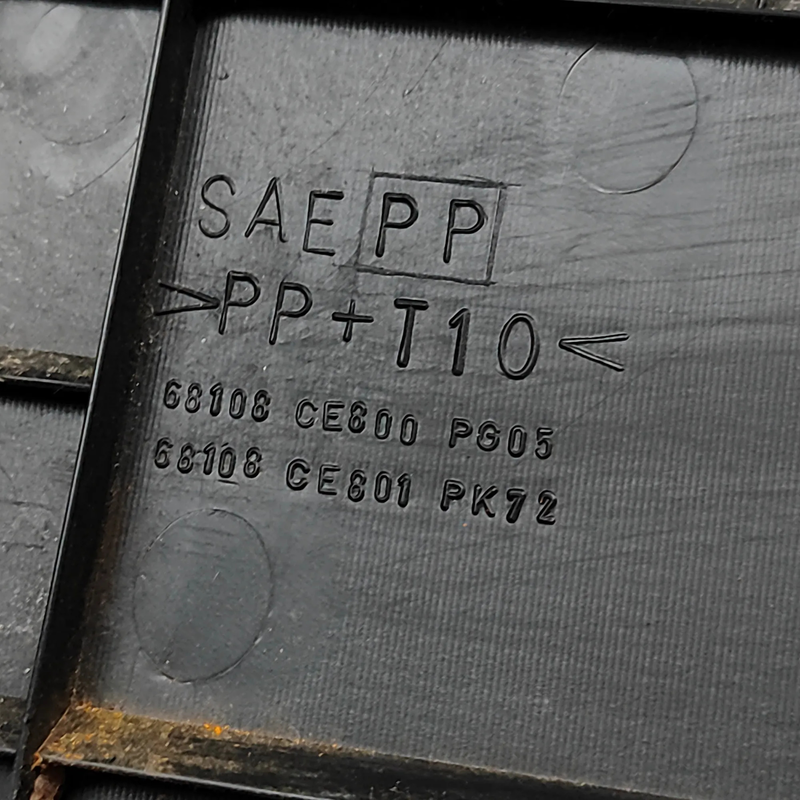 SAE PP
>PP+T10<
68108 CE800 PG05
68108 CE801 PK72